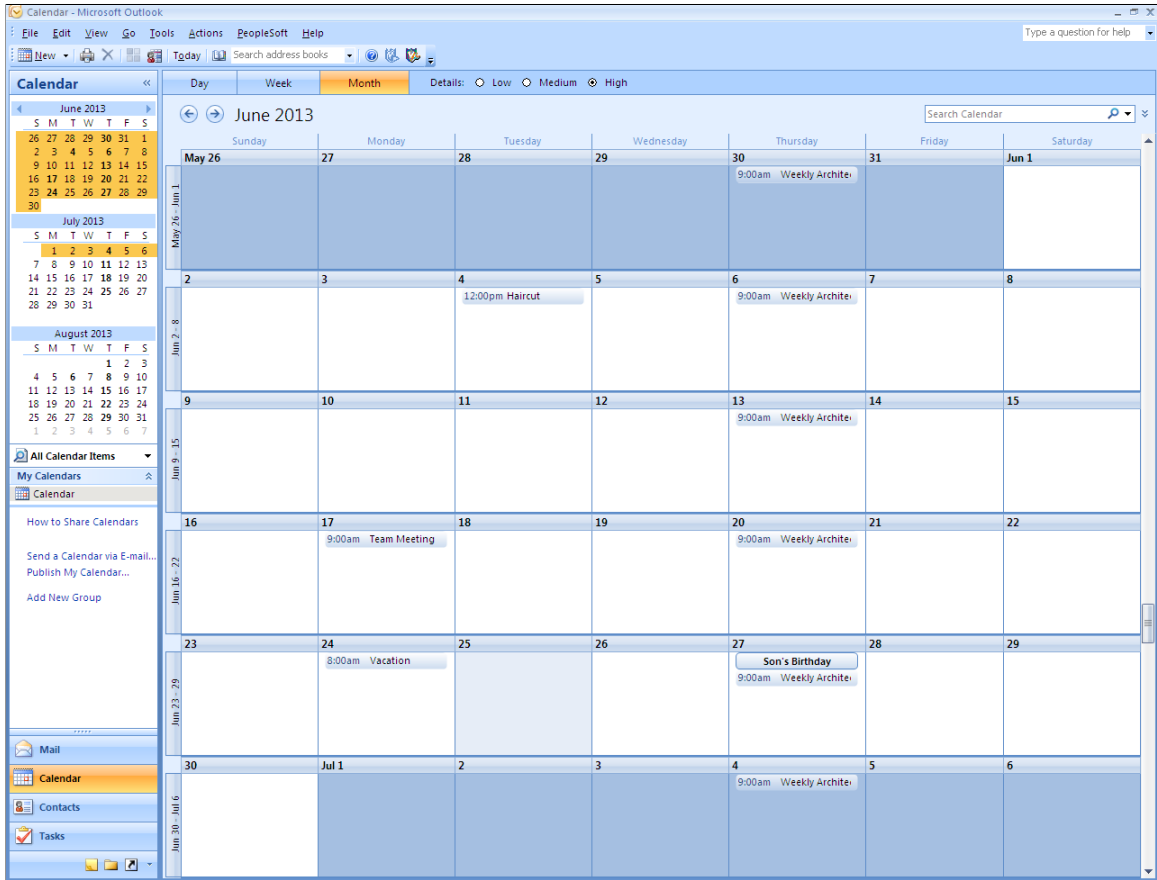 Calendar - Microsoft Outlook
File Edit View Go Tools Actions PeopleSoft Help
Type a question for help
New Today Search address books
Calendar «
Day Week Month Details: Low Medium High
June 2013
S M T W T F S
26 27 28 29 30 31 1
2 3 4 5 6 7 8
9 10 11 12 13 14 15
16 17 18 19 20 21 22
23 24 25 26 27 28 29
30
July 2013
S M T W T F S
1 2 3 4 5 6
7 8 9 10 11 12 13
14 15 16 17 18 19 20
21 22 23 24 25 26 27
28 29 30 31
August 2013
S M T W T F S
1 2 3
4 5 6 7 8 9 10
11 12 13 14 15 16 17
18 19 20 21 22 23 24
25 26 27 28 29 30 31
1 2 3 4 5 6 7
All Calendar Items
My Calendars
Calendar
How to Share Calendars
Send a Calendar via E-mail...
Publish My Calendar...
Add New Group
Mail
Calendar
Contacts
Tasks
June 2013
Search Calendar
Sunday Monday Tuesday Wednesday Thursday Friday Saturday
May 26 - Jun 1
May 26 27 28 29 30 31 Jun 1
9:00am Weekly Archite
Jun 2 - 8
2 3 4 5 6 7 8
12:00pm Haircut 9:00am Weekly Archite
Jun 9 - 15
9 10 11 12 13 14 15
9:00am Weekly Archite
Jun 16 - 22
16 17 18 19 20 21 22
9:00am Team Meeting 9:00am Weekly Archite
Jun 23 - 29
23 24 25 26 27 28 29
8:00am Vacation Son's Birthday
9:00am Weekly Archite
Jun 30 - Jul 6
30 Jul 1 2 3 4 5 6
9:00am Weekly Archite